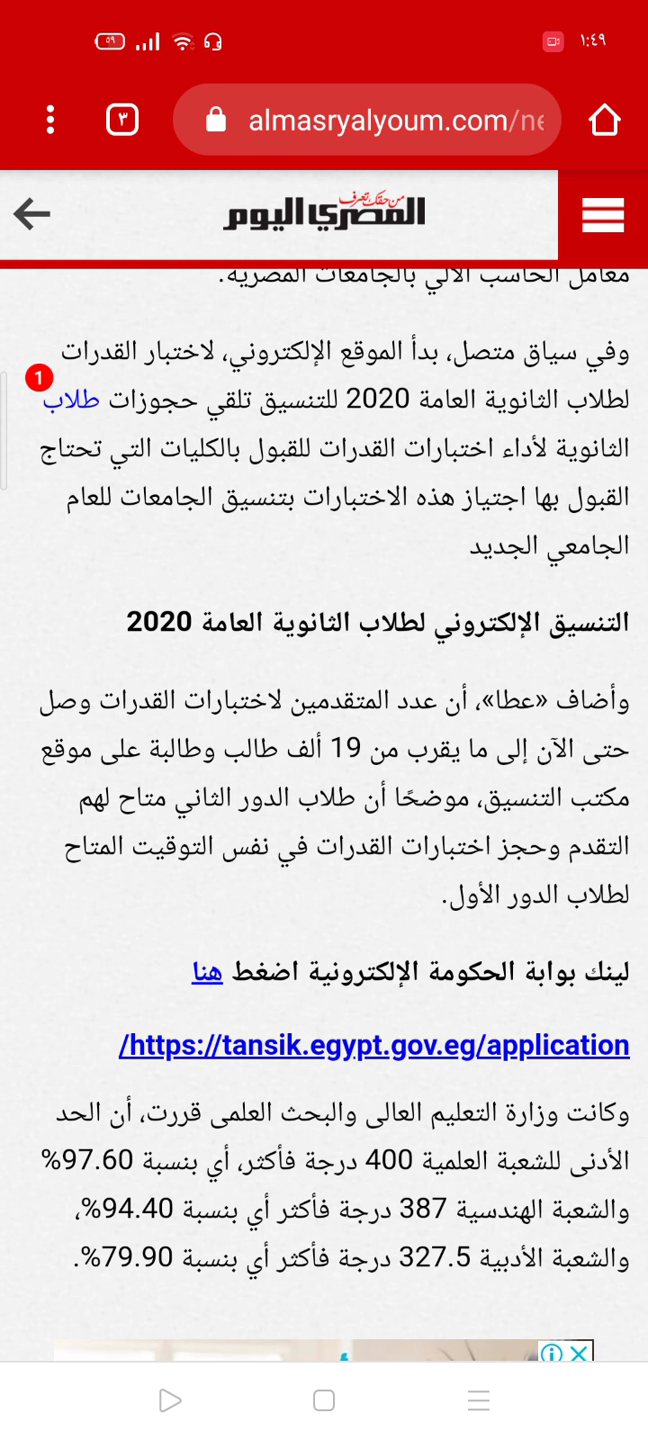 ٥٩
١:٤٩
٣
almasryalyoum.com/ne
من حقك تعرف
المصري اليوم
معامل الحاسب الآلي بالجامعات المصرية.
وفي سياق متصل، بدأ الموقع الإلكتروني، لاختبار القدرات
1
لطلاب الثانوية العامة 2020 للتنسيق تلقي حجوزات طلاب
الثانوية لأداء اختبارات القدرات للقبول بالكليات التي تحتاج
القبول بها اجتياز هذه الاختبارات بتنسيق الجامعات للعام
الجامعي الجديد
التنسيق الإلكتروني لطلاب الثانوية العامة 2020
وأضاف «عطا»، أن عدد المتقدمين لاختبارات القدرات وصل
حتى الآن إلى ما يقرب من 19 ألف طالب وطالبة على موقع
مكتب التنسيق، موضحًا أن طلاب الدور الثاني متاح لهم
التقدم وحجز اختبارات القدرات في نفس التوقيت المتاح
لطلاب الدور الأول.
لينك بوابة الحكومة الإلكترونية اضغط هنا
https://tansik.egypt.gov.eg/application/
وكانت وزارة التعليم العالى والبحث العلمى قررت، أن الحد
الأدنى للشعبة العلمية 400 درجة فأكثر، أي بنسبة 97.60%
والشعبة الهندسية 387 درجة فأكثر أي بنسبة 94.40%،
والشعبة الأدبية 327.5 درجة فأكثر أي بنسبة 79.90%.